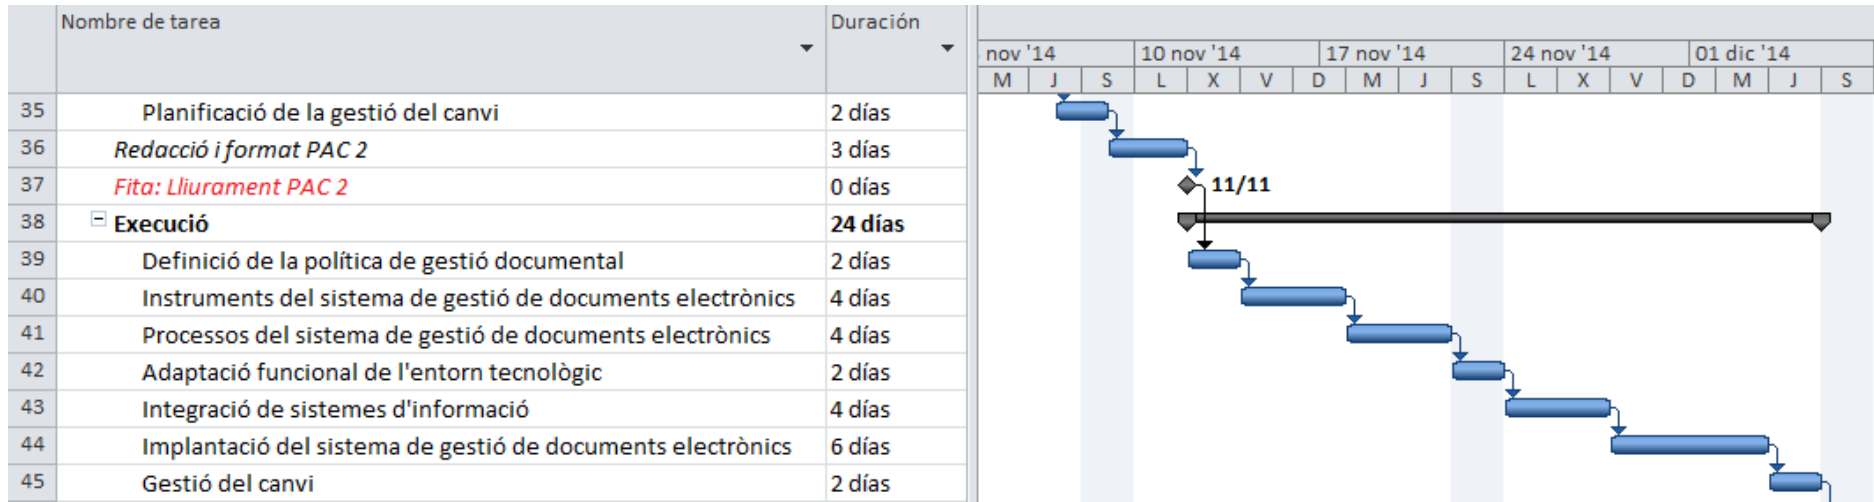 Nombre de tarea Duración
nov '14 10 nov '14 17 nov '14 24 nov '14 01 dic '14
M J S L X V D M J S L X V D M J S
35 Planificació de la gestió del canvi 2 días
36 Redacció i format PAC 2 3 días
37 Fita: Lliurament PAC 2 0 días 11/11
38 Execució 24 días
39 Definició de la política de gestió documental 2 días
40 Instruments del sistema de gestió de documents electrònics 4 días
41 Processos del sistema de gestió de documents electrònics 4 días
42 Adaptació funcional de l'entorn tecnològic 2 días
43 Integració de sistemes d'informació 4 días
44 Implantació del sistema de gestió de documents electrònics 6 días
45 Gestió del canvi 2 días